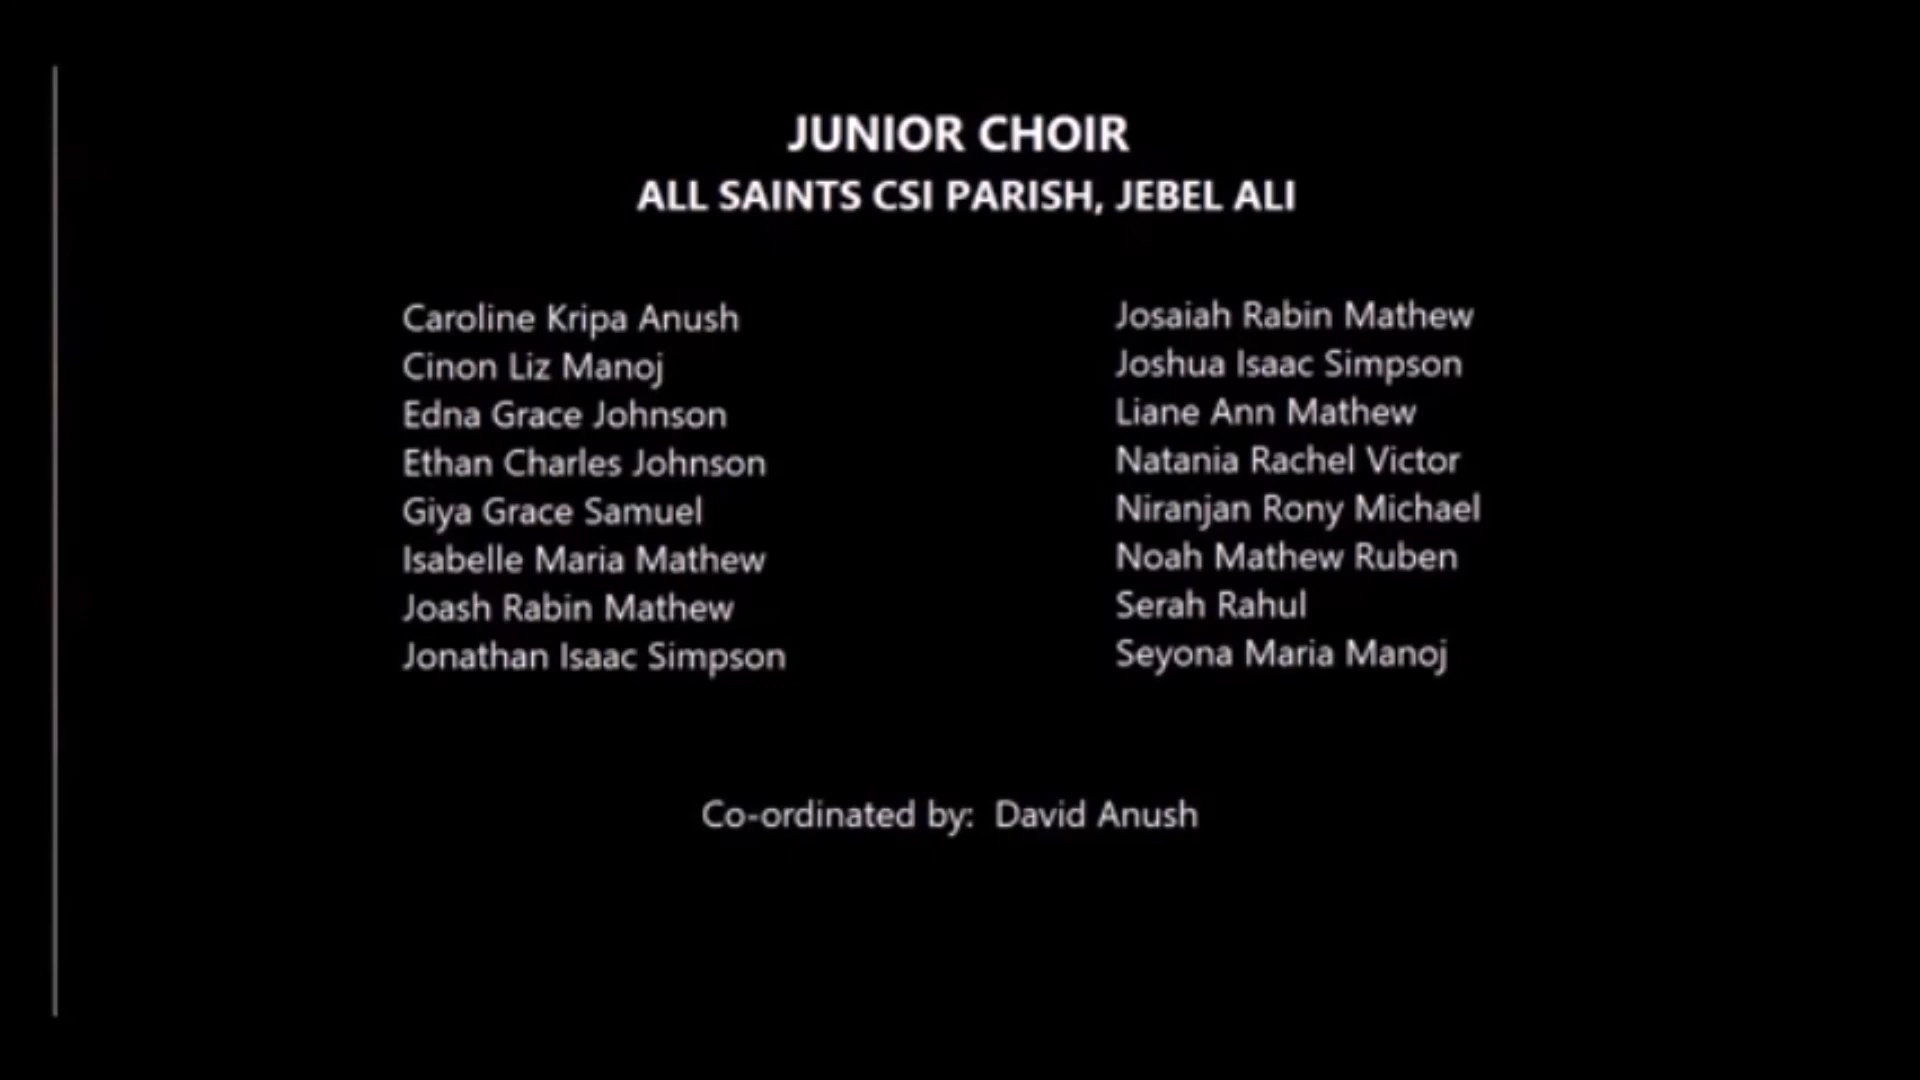 JUNIOR CHOIR
ALL SAINTS CSI PARISH, JEBEL ALI
Caroline Kripa Anush
Cinon Liz Manoj
Edna Grace Johnson
Ethan Charles Johnson
Giya Grace Samuel
Isabelle Maria Mathew
Joash Rabin Mathew
Jonathan Isaac Simpson
Josaiah Rabin Mathew
Joshua Isaac Simpson
Liane Ann Mathew
Natania Rachel Victor
Niranjan Rony Michael
Noah Mathew Ruben
Serah Rahul
Seyona Maria Manoj
Co-ordinated by:  David Anush